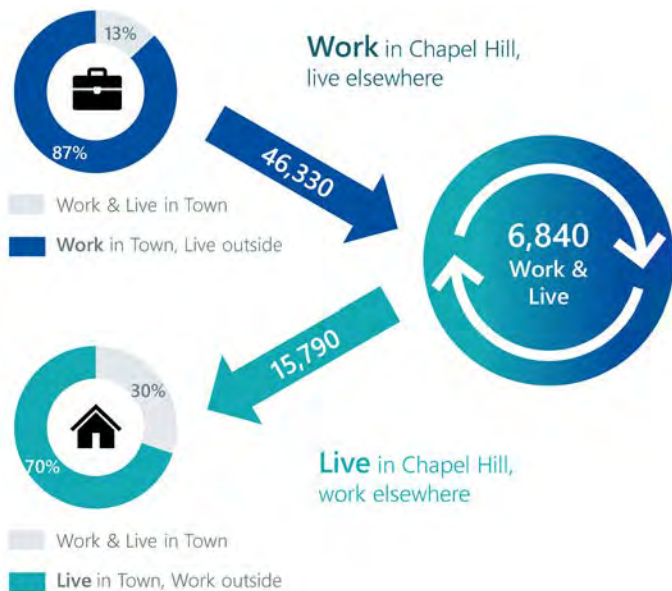 13%
87%
Work & Live in Town
Work in Town, Live outside
Work in Chapel Hill,
live elsewhere
46,330
6,840
Work &
Live
15,790
30%
70%
Work & Live in Town
Live in Town, Work outside
Live in Chapel Hill,
work elsewhere